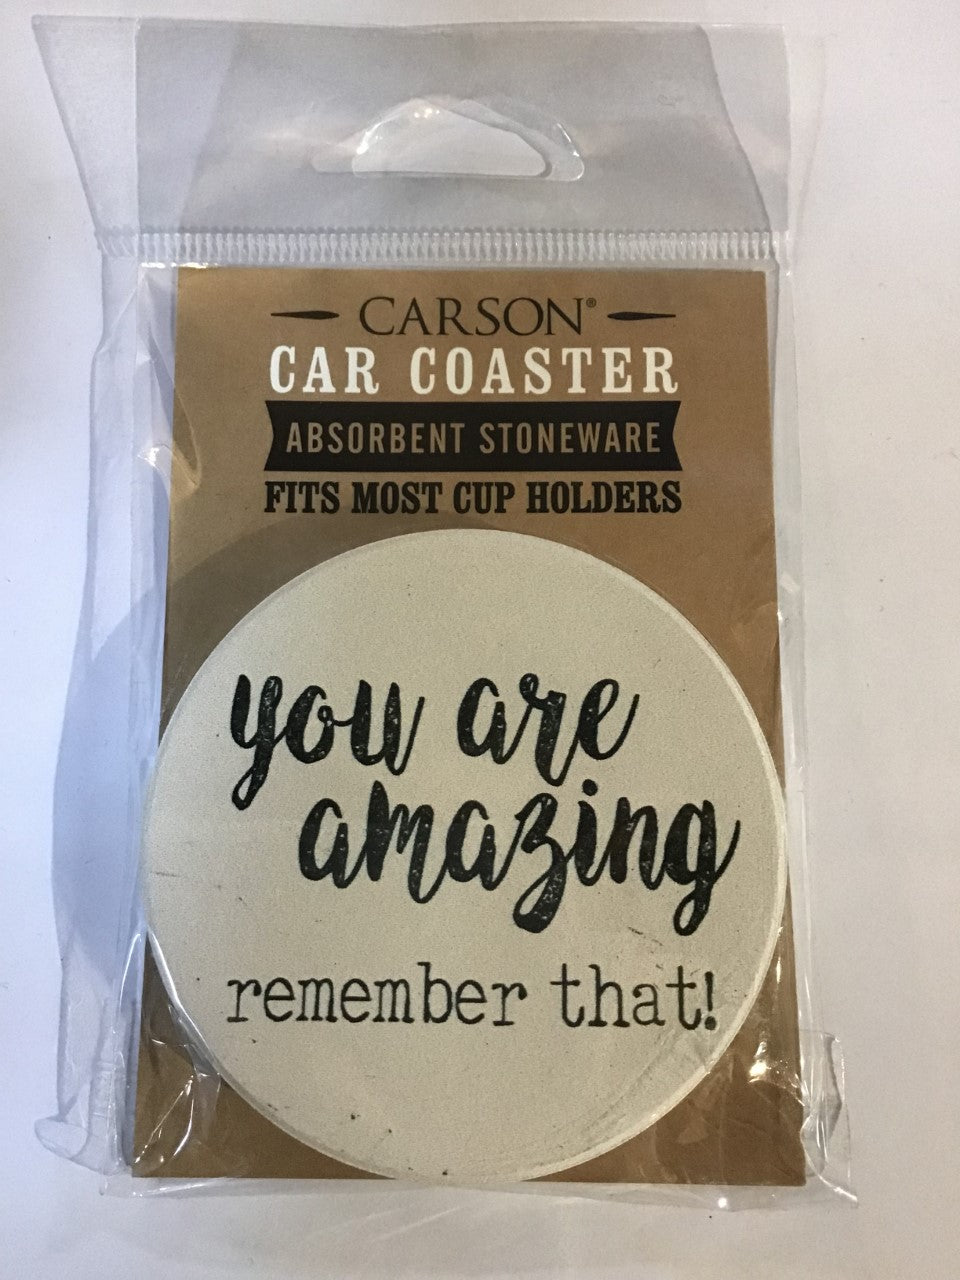 CARSON®
CAR COASTER
ABSORBENT STONEWARE
FITS MOST CUP HOLDERS
you are
amazing
remember that!